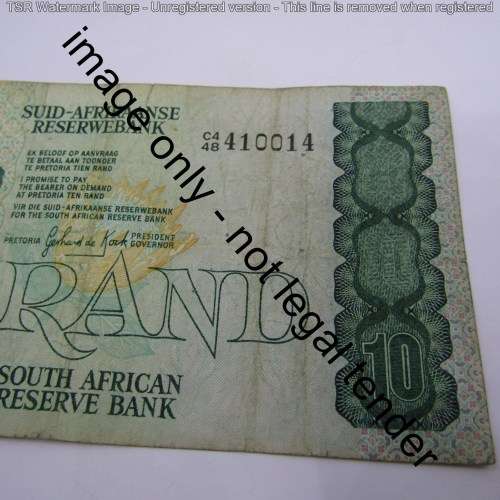 TSR Watermark Image - Unregistered version - This line is removed when registered
SUID-AFRIKAANSE
RESERWEBANK
C4
48 410014
EK BELOOF OP AANVRAAG
TE BETAAL AAN TOONDER
TE PRETORIA TIEN RAND
I PROMISE TO PAY
THE BEARER ON DEMAND
AT PRETORIA TEN RAND
VIR DIE SUID-AFRIKAANSE RESERWEBANK
FOR THE SOUTH AFRICAN RESERVE BANK
PRETORIA Gerhard de Kock PRESIDENT
GOVERNOR
RAND
10
SOUTH AFRICAN
RESERVE BANK
image only - not legal tender